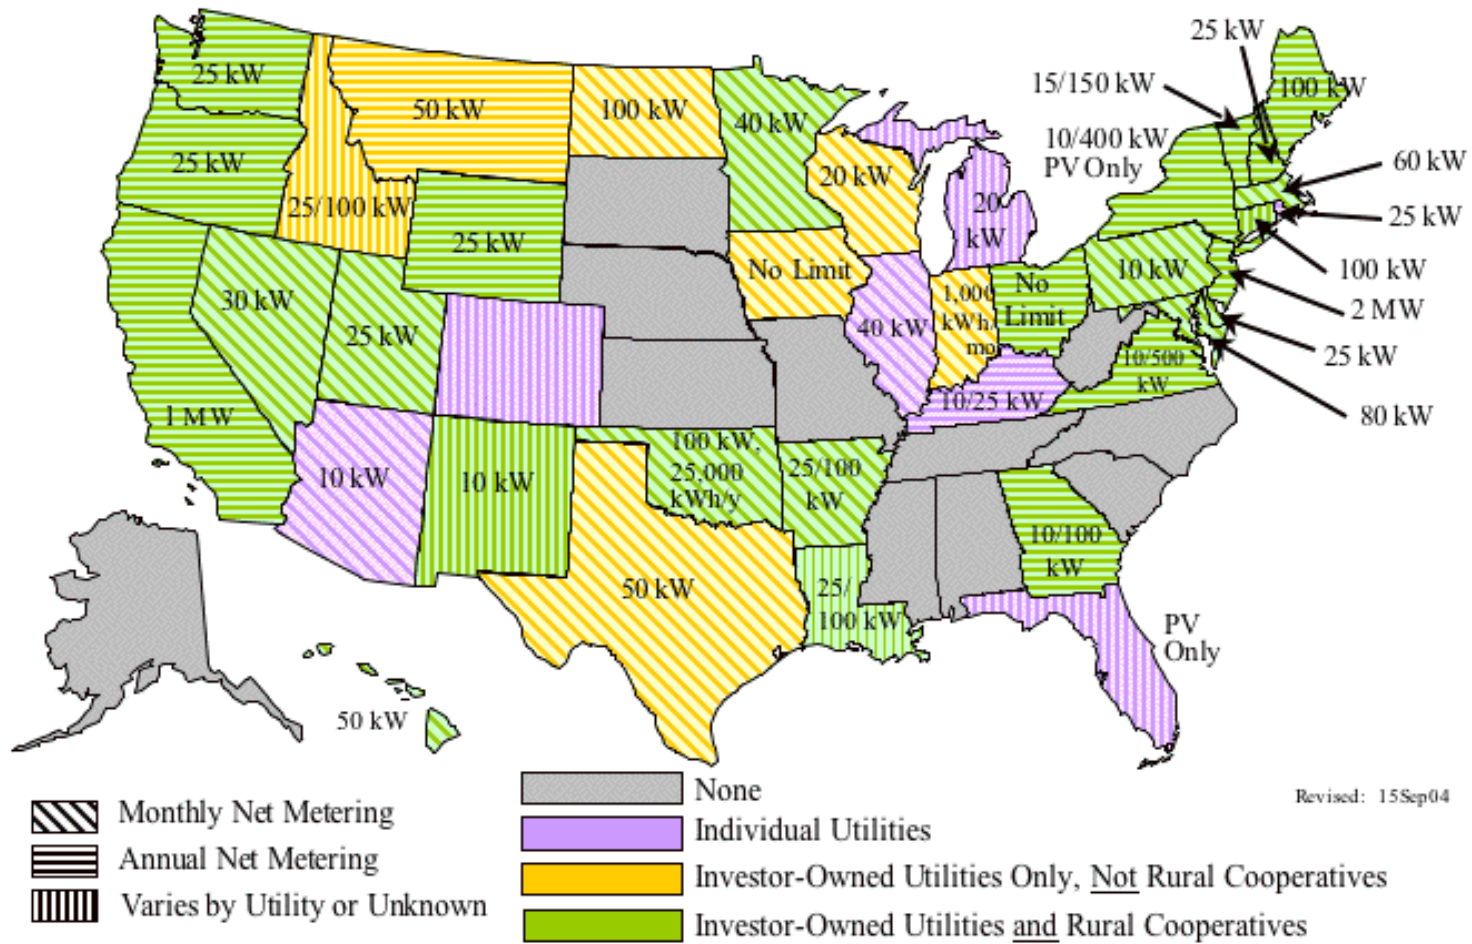 25 kW
15/150 kW
10/400 kW
PV Only
25 kW
50 kW
100 kW
40 kW
100 kW
25 kW
25/100 kW
20 kW
20
kW
60 kW
25 kW
25 kW
100 kW
30 kW
25 kW
No Limit
40 kW
1,000
kWh/
mo
No
Limit
10 kW
2 MW
25 kW
80 kW
10/500
kW
10/25 kW
1 MW
10 kW
10 kW
100 kW,
25,000
kWh/y
25/100
kW
10/100
kW
50 kW
25/
100 kW
PV
Only
50 kW
Monthly Net Metering
Annual Net Metering
Varies by Utility or Unknown
None
Individual Utilities
Investor-Owned Utilities Only, Not Rural Cooperatives
Investor-Owned Utilities and Rural Cooperatives
Revised: 15Sep04